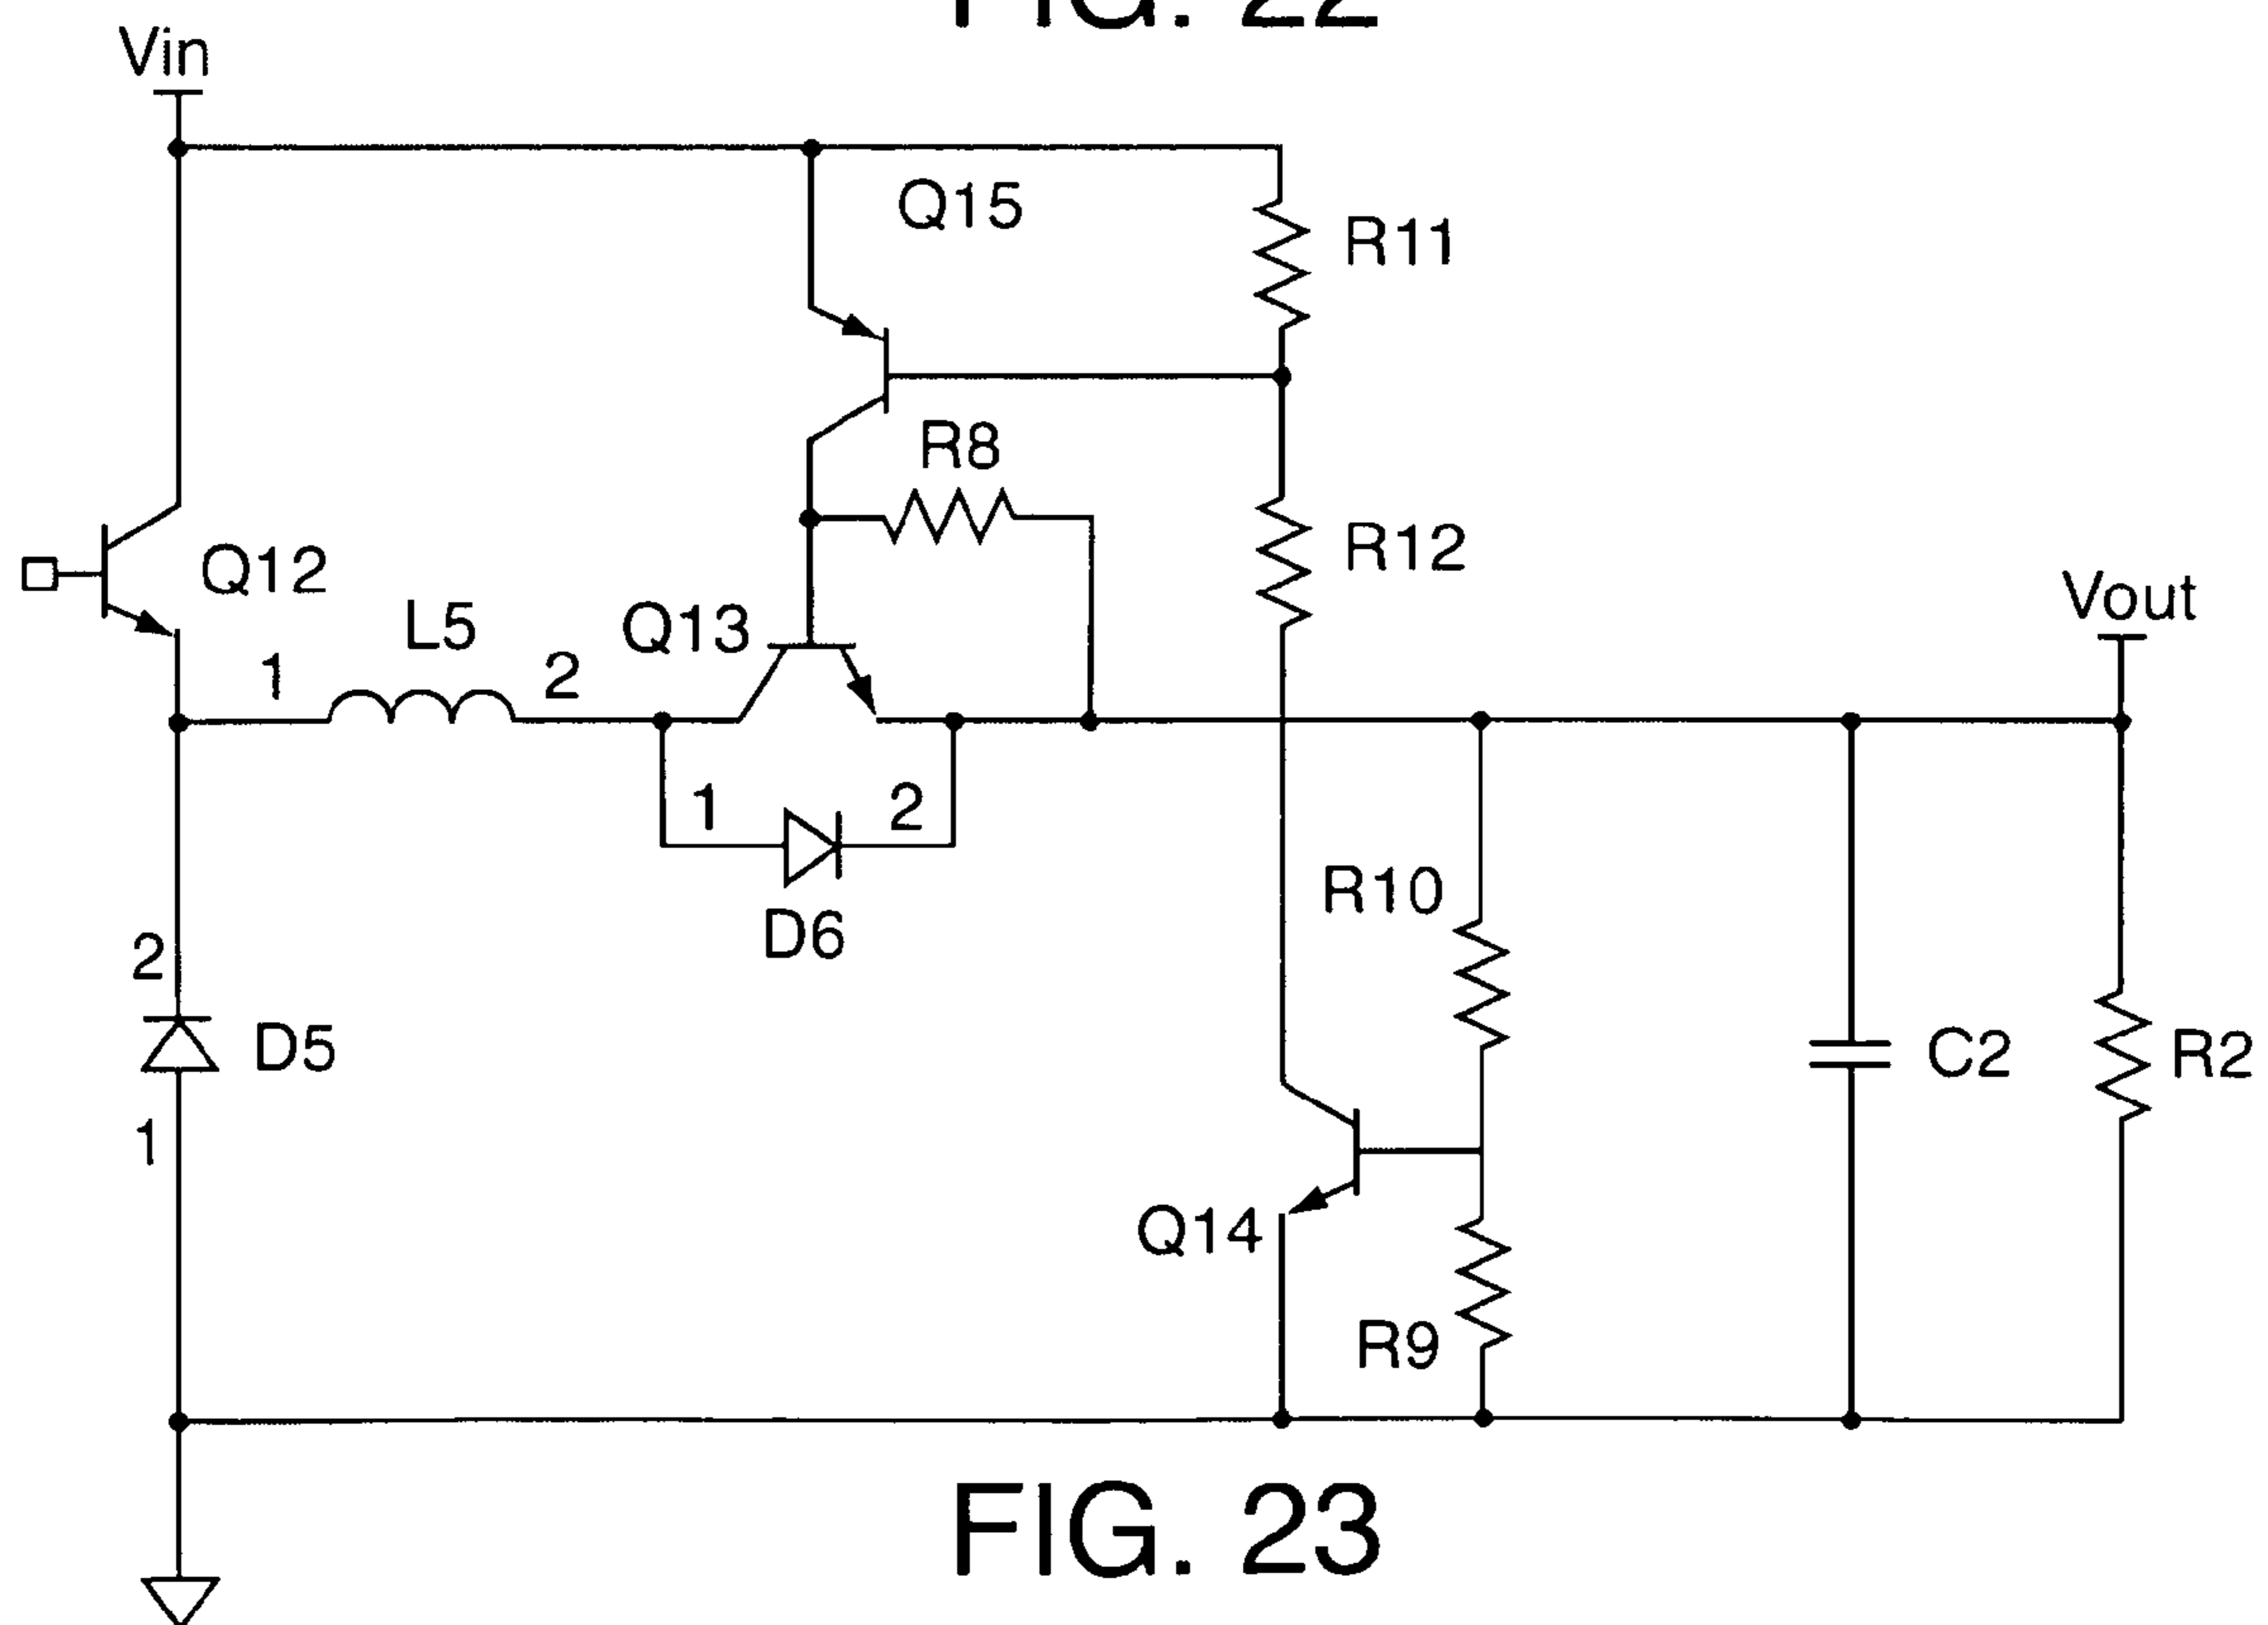 FIG. 22
Vin
Q15
R11
R8
R12
Q12
L5
Q13
1
2
Vout
1
2
R10
D6
2
D5
C2
R2
1
Q14
R9
FIG. 23